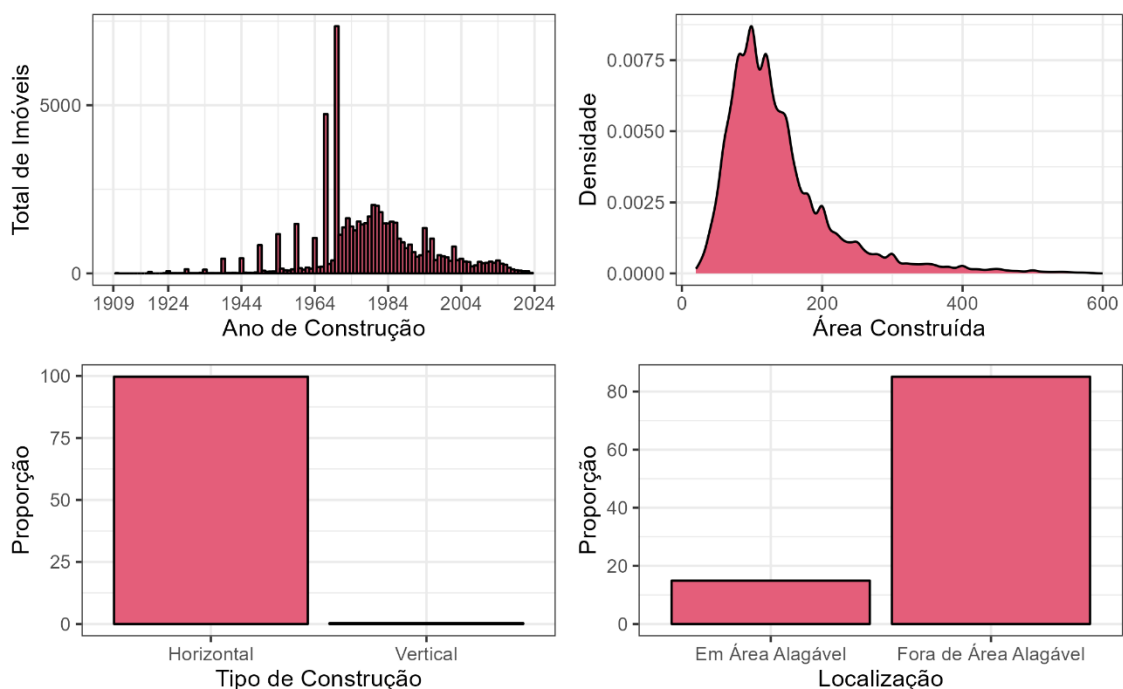 Total de Imóveis
5000
0
1909 1924 1944 1964 1984 2004 2024
Ano de Construção
Densidade
0.0075
0.0050
0.0025
0.0000
0 200 400 600
Área Construída
Proporção
100
75
50
25
0
Horizontal Vertical
Tipo de Construção
Proporção
80
60
40
20
0
Em Área Alagável Fora de Área Alagável
Localização